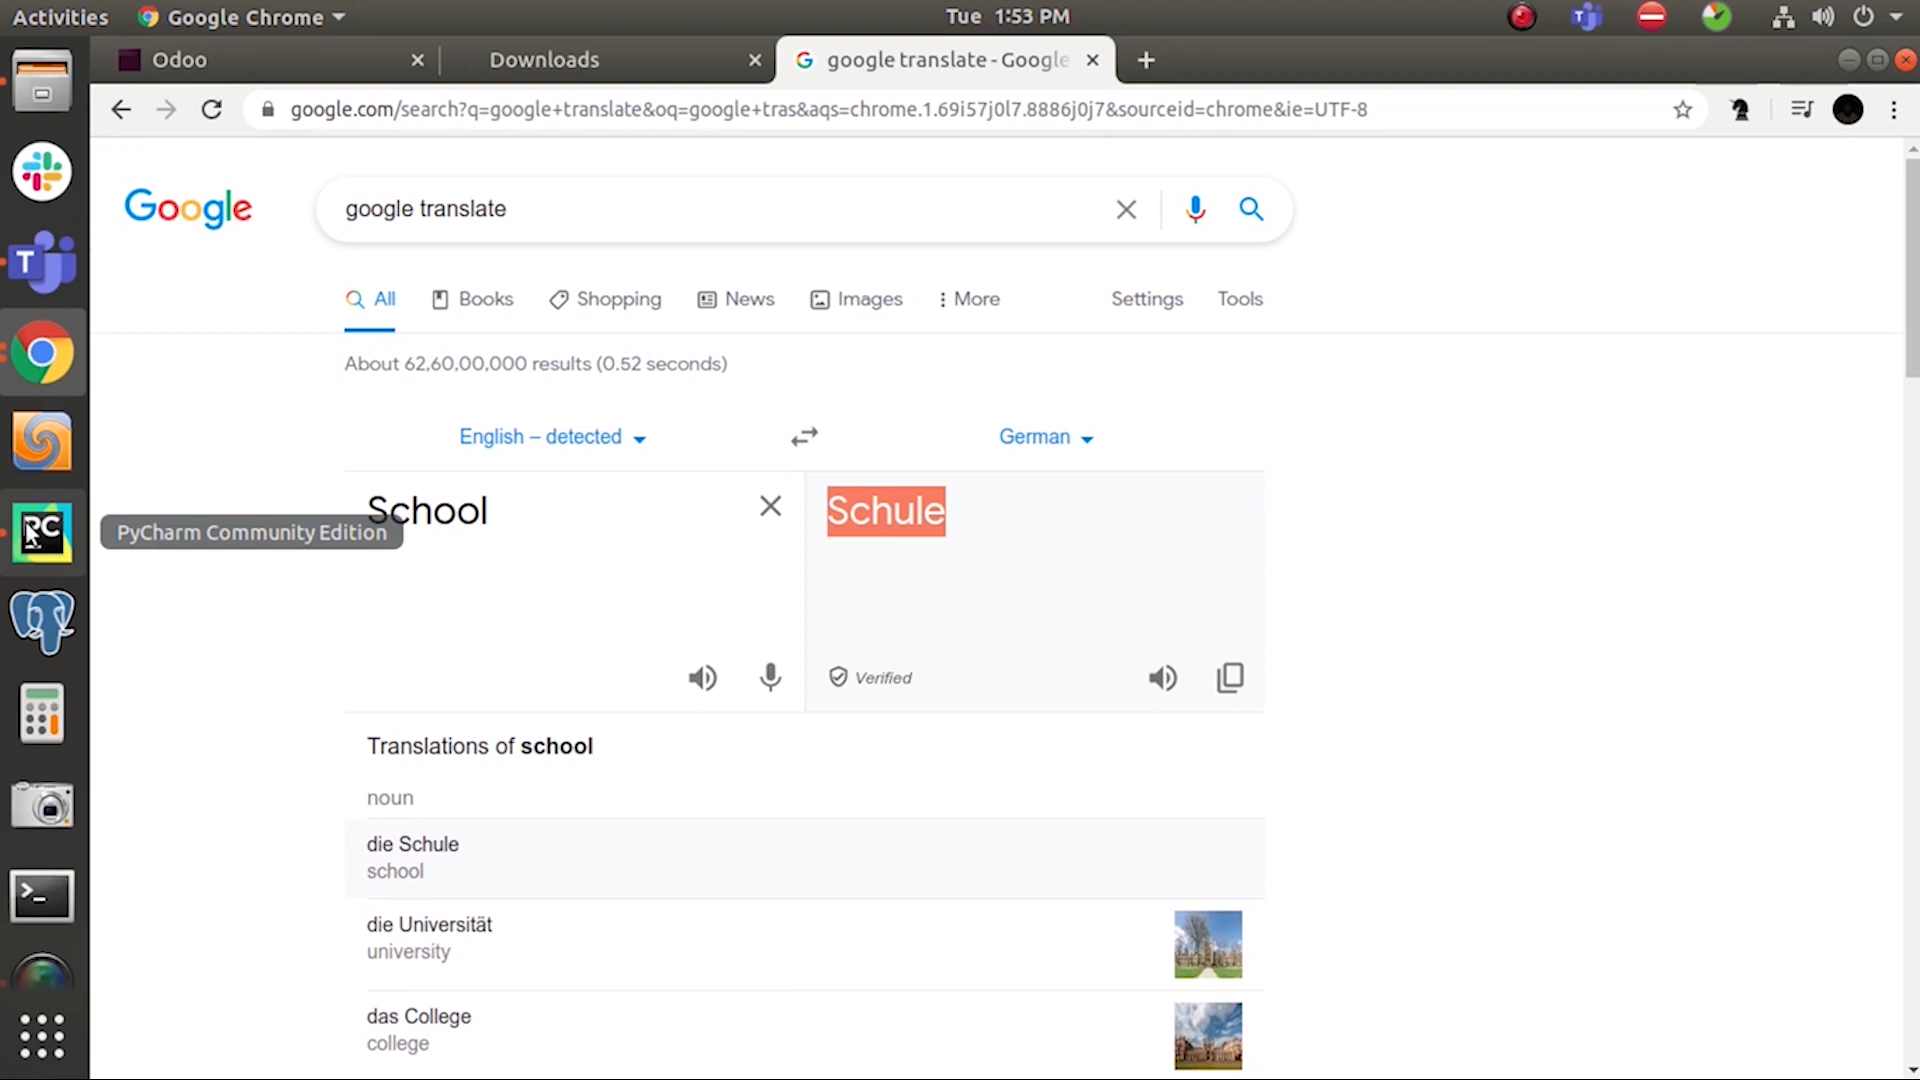 Activities Google Chrome Tue 1:53 PM
Odoo Downloads google translate - Google
google.com/search?q=google+translate&oq=google+tras&aqs=chrome.1.69i57j0l7.8886j0j7&sourceid=chrome&ie=UTF-8
Google google translate
All Books Shopping News Images More Settings Tools
About 62,60,00,000 results (0.52 seconds)
English – detected German
School Schule
PyCharm Community Edition
Verified
Translations of school
noun
die Schule
school
die Universität
university
das College
college